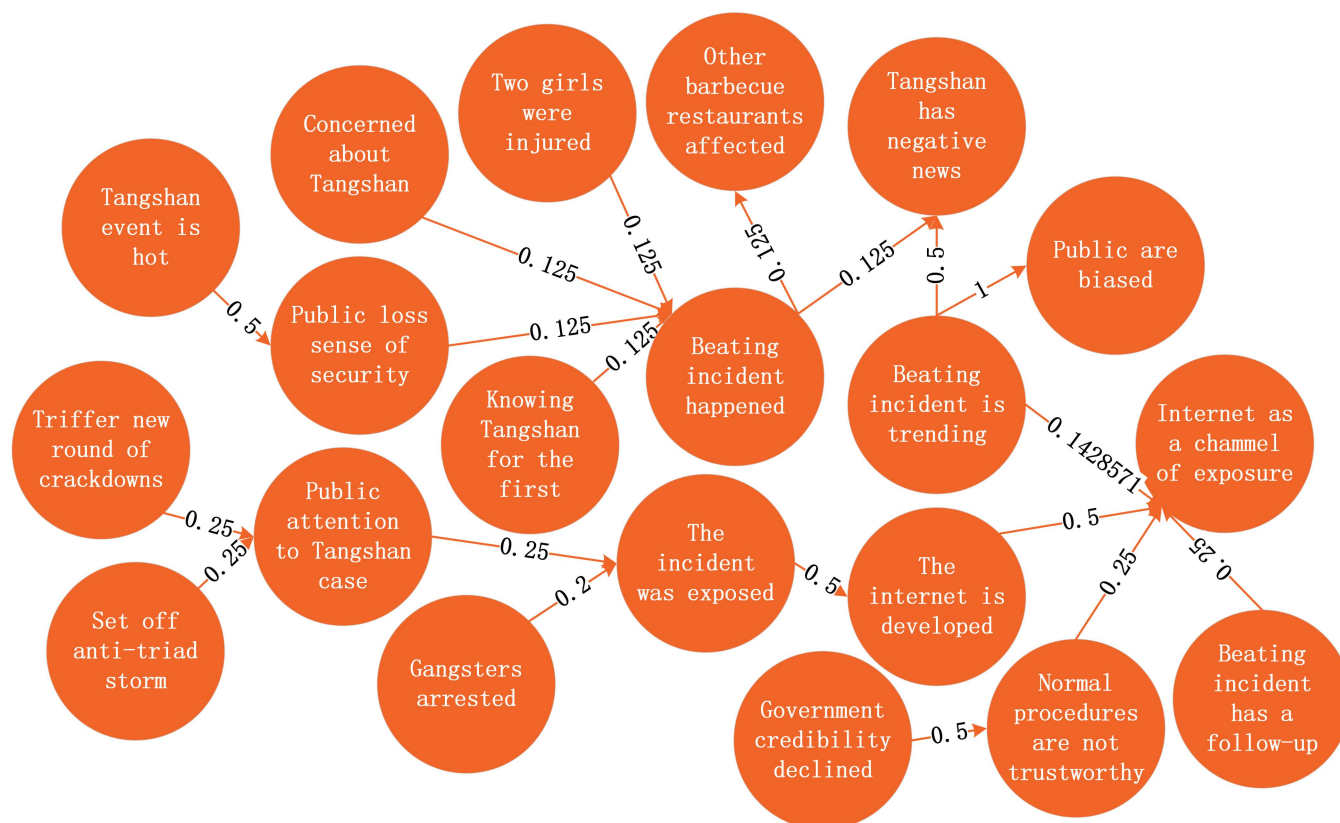 Other
barbecue
restaurants
affected
Two girls
were
injured
Tangshan
has
negative
news
Concerned
about
Tangshan
Tangshan
event is
hot
Public are
biased
0.125
0.125
0.125
0.125
0.5
1
0.5
Public loss
sense of
security
0.125
0.125
Beating
incident
happened
Beating
incident is
trending
Knowing
Tangshan
for the
first
Internet as
a chammel
of exposure
0.1428571
Triffer new
round of
crackdowns
Public
attention
to Tangshan
case
0.25
0.25
0.25
0.2
The
incident
was exposed
0.5
The
internet is
developed
0.5
0.25
0.25
Set off
anti-triad
storm
Gangsters
arrested
Government
credibility
declined
0.5
Normal
procedures
are not
trustworthy
Beating
incident
has a
follow-up